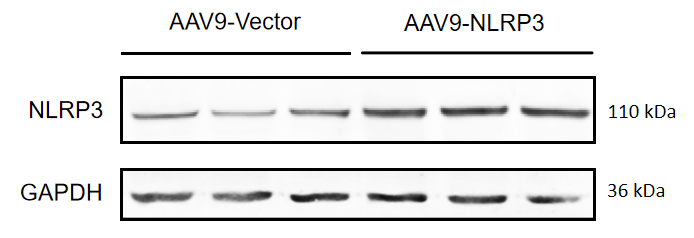 AAV9-Vector AAV9-NLRP3
NLRP3 110 kDa
GAPDH 36 kDa